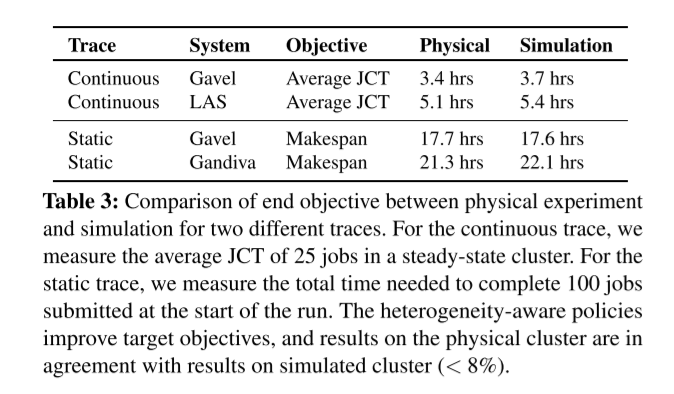 Trace System Objective Physical Simulation
Continuous Gavel Average JCT 3.4 hrs 3.7 hrs
Continuous LAS Average JCT 5.1 hrs 5.4 hrs
Static Gavel Makespan 17.7 hrs 17.6 hrs
Static Gandiva Makespan 21.3 hrs 22.1 hrs
Table 3: Comparison of end objective between physical experiment
and simulation for two different traces. For the continuous trace, we
measure the average JCT of 25 jobs in a steady-state cluster. For the
static trace, we measure the total time needed to complete 100 jobs
submitted at the start of the run. The heterogeneity-aware policies
improve target objectives, and results on the physical cluster are in
agreement with results on simulated cluster (< 8%).